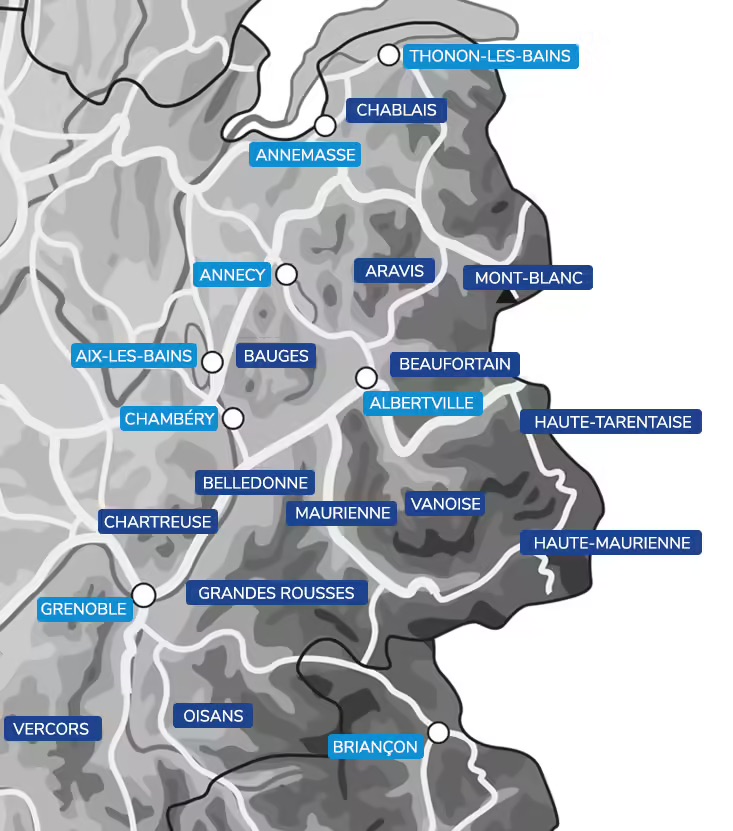 THONON-LES-BAINS
CHABLAIS
ANNEMASSE
ANNECY
ARAVIS
MONT-BLANC
AIX-LES-BAINS
BAUGES
BEAUFORTAIN
ALBERTVILLE
CHAMBÉRY
HAUTE-TARENTAISE
BELLEDONNE
VANOISE
MAURIENNE
CHARTREUSE
HAUTE-MAURIENNE
GRANDES ROUSSES
GRENOBLE
OISANS
VERCORS
BRIANÇON